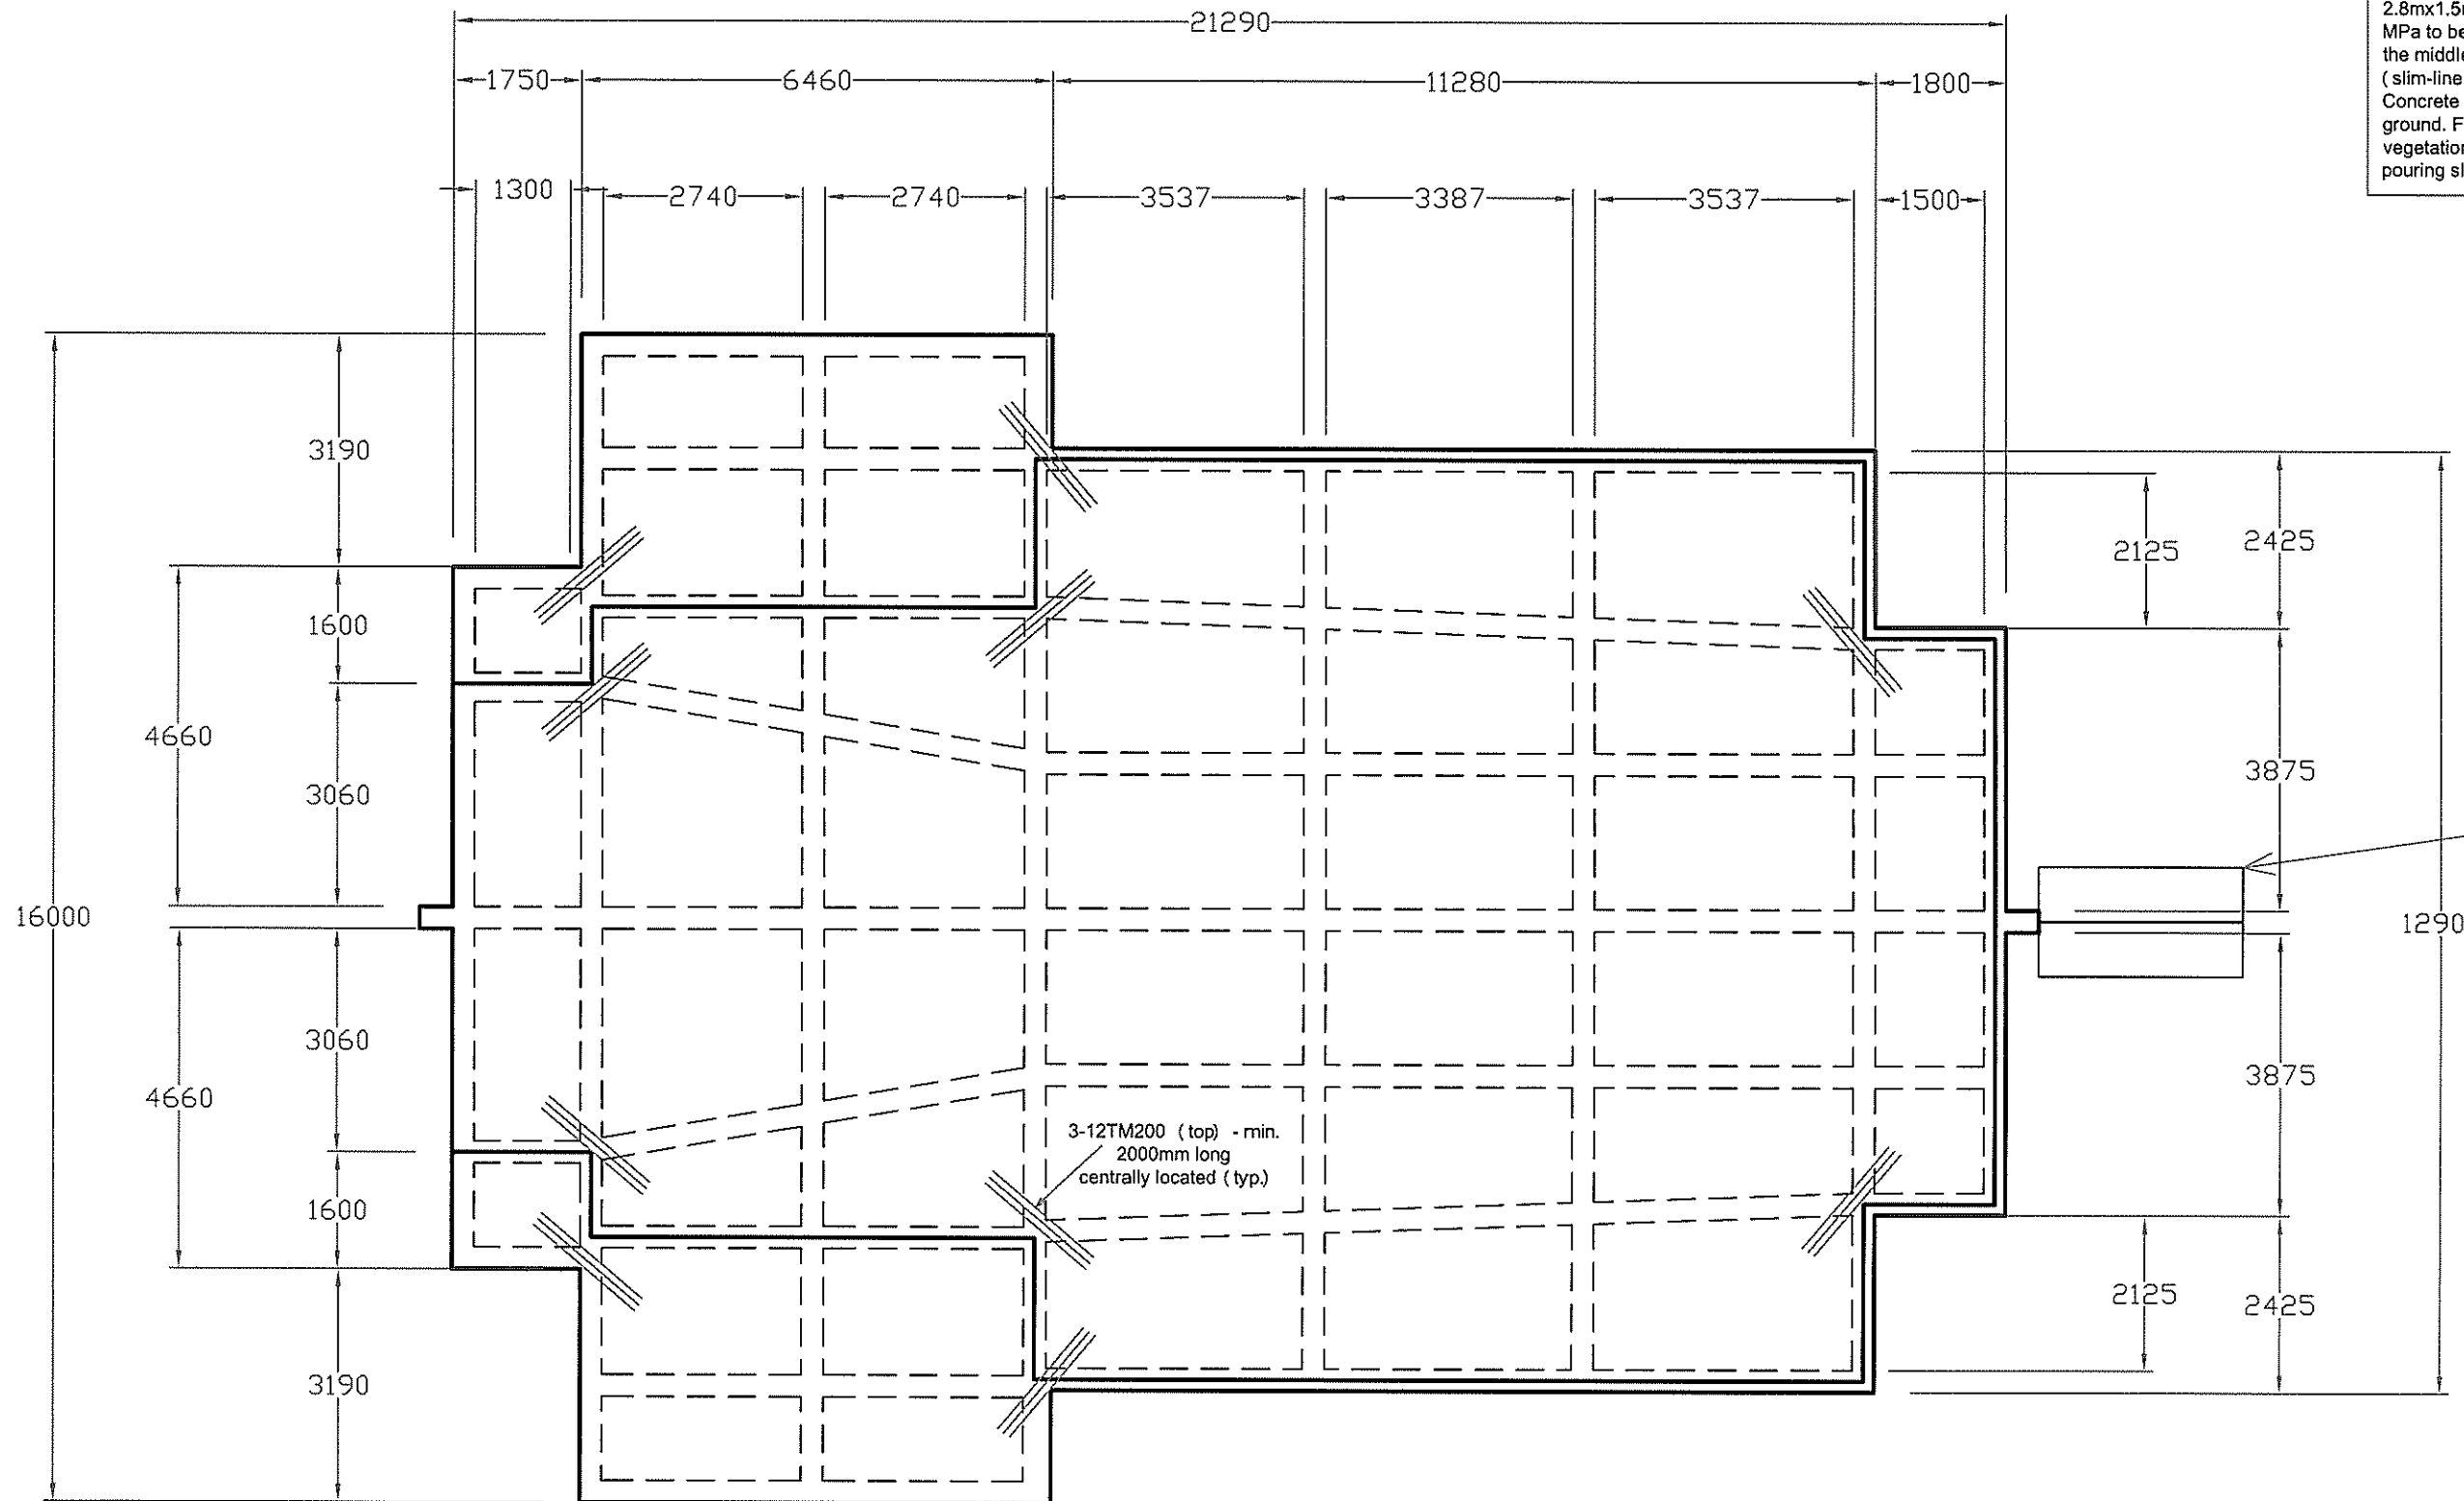 21290
2.8mx1.5
MPa to be
the middle
( slim-line
Concrete
ground. F
vegetation
pouring
1750 6460 11280 1800
1300 2740 2740 3537 3387 3537 1500
3190
2125 2425
1600
4660
3060
3875
16000
1290
3060
4660
3875
3-12TM200 ( top) - min.
2000mm long
centrally located ( typ.)
1600
2125 2425
3190